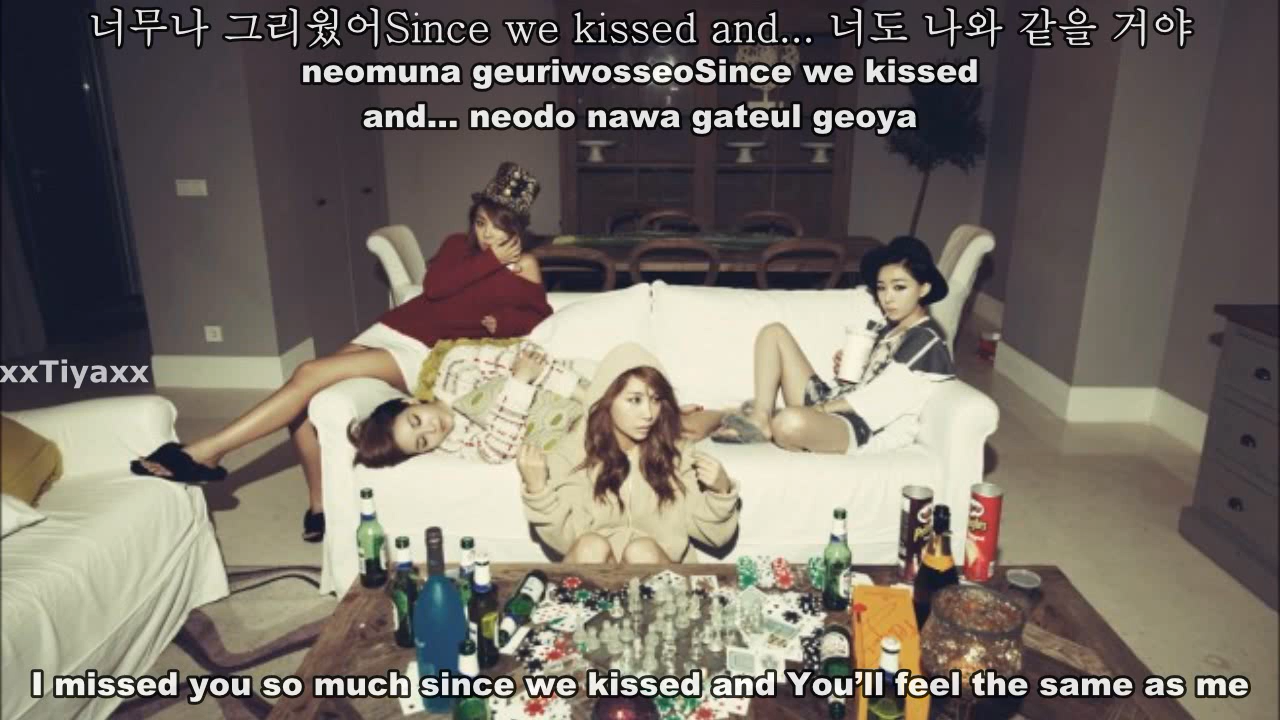 너무나 그리웠어Since we kissed and... 너도 나와 같을 거야
neomuna geuriwosseoSince we kissed
and... neodo nawa gateul geoya
xxTiyaxx
Pringles
I missed you so much since we kissed and You'll feel the same as me